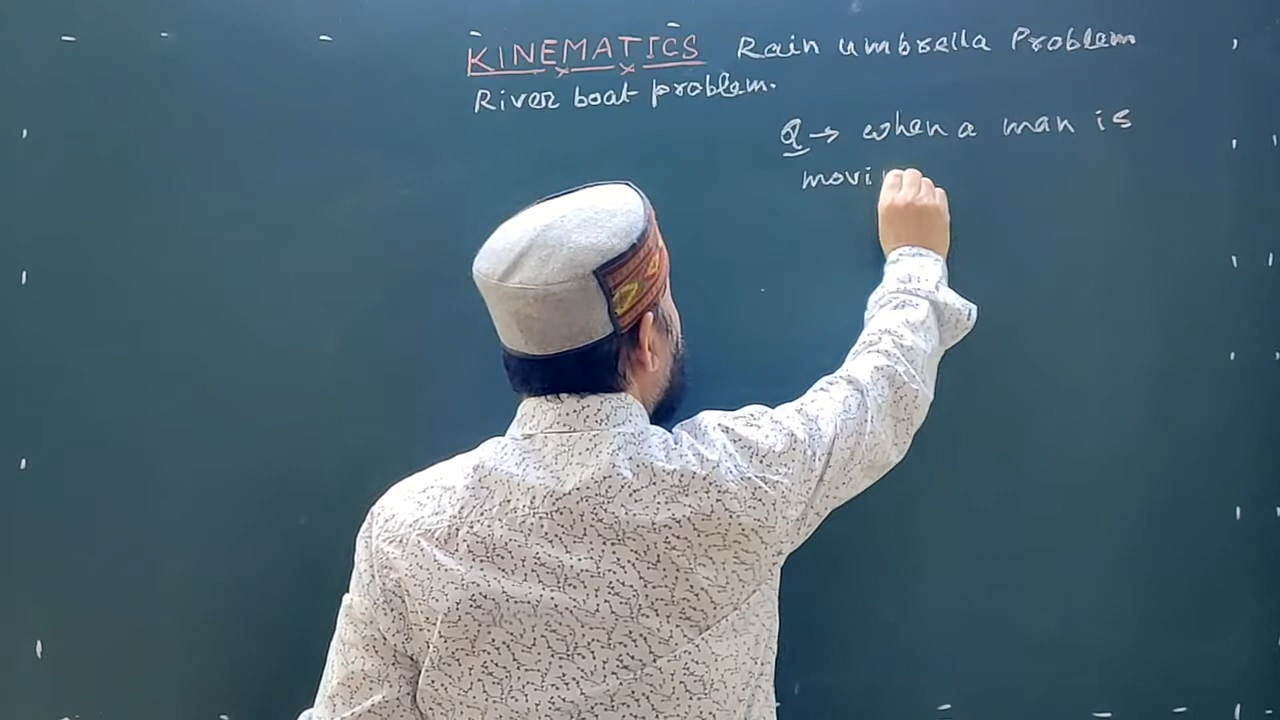 KINEMATICS Rain umbrella Problem
River boat problem.
Q→ when a man is
movi